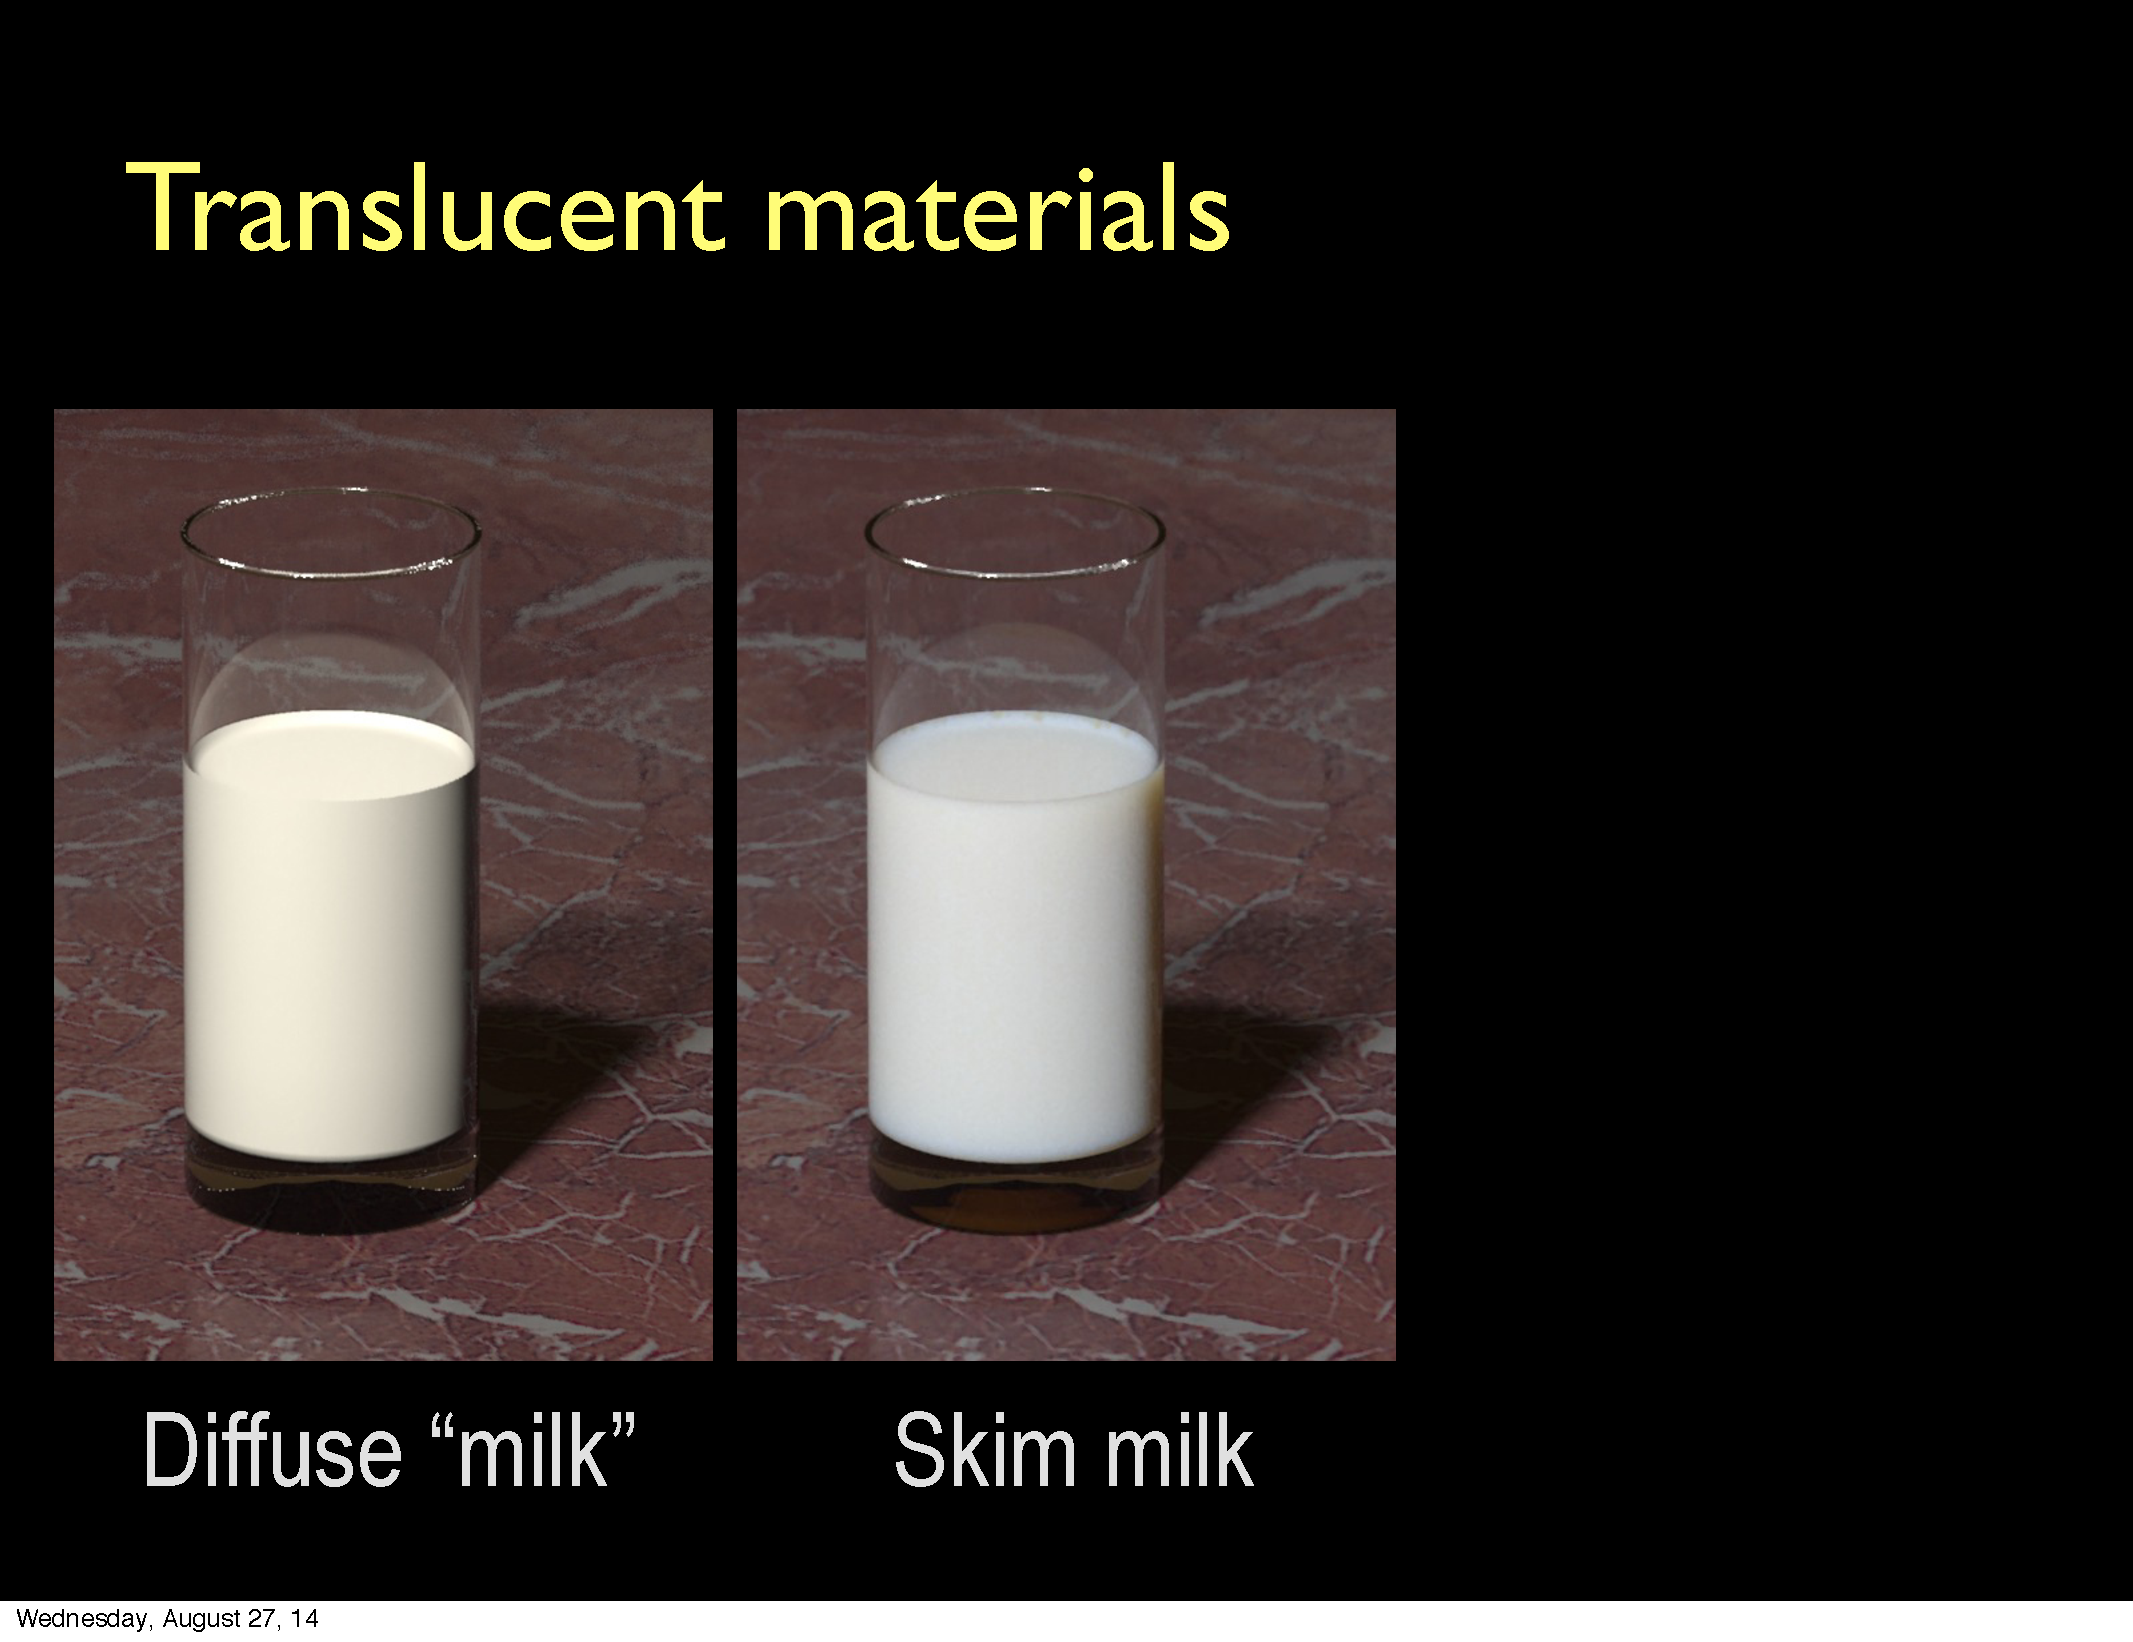 Translucent materials
Diffuse “milk”
Skim milk
Wednesday, August 27, 14